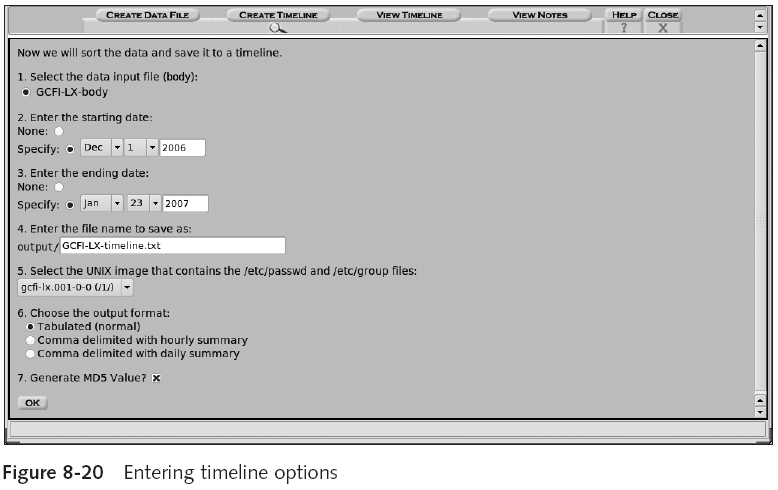 CREATE DATA FILE CREATE TIMELINE VIEW TIMELINE VIEW NOTES HELP CLOSE
? X
Now we will sort the data and save it to a timeline.
1. Select the data input file (body):
GCFI-LX-body
2. Enter the starting date:
None:
Specify: Dec 1 2006
3. Enter the ending date:
None:
Specify: Jan 23 2007
4. Enter the file name to save as:
output/ GCFI-LX-timeline.txt
5. Select the UNIX image that contains the /etc/passwd and /etc/group files:
gcfi-lx.001-0-0 (/1/)
6. Choose the output format:
Tabulated (normal)
Comma delimited with hourly summary
Comma delimited with daily summary
7. Generate MD5 Value?
OK
Figure 8-20 Entering timeline options